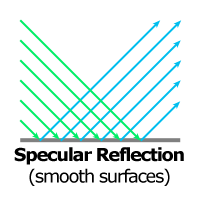 Specular Reflection
(smooth surfaces)